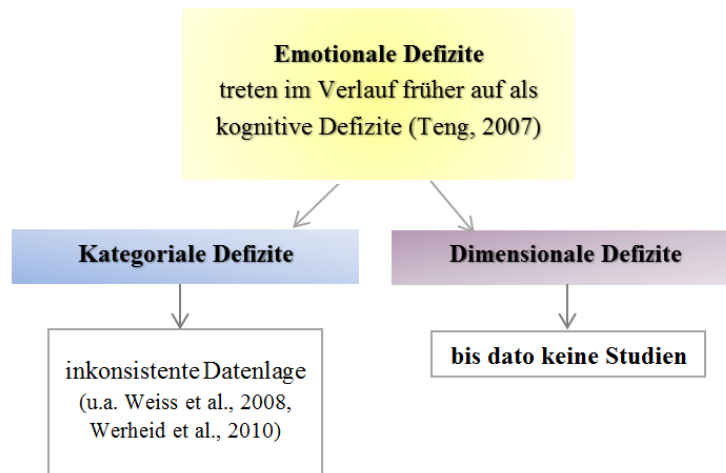 Emotionale Defizite
treten im Verlauf früher auf als
kognitive Defizite (Teng, 2007)
Kategoriale Defizite
Dimensionale Defizite
inkonsistente Datenlage
(u.a. Weiss et al., 2008,
Werheid et al., 2010)
bis dato keine Studien